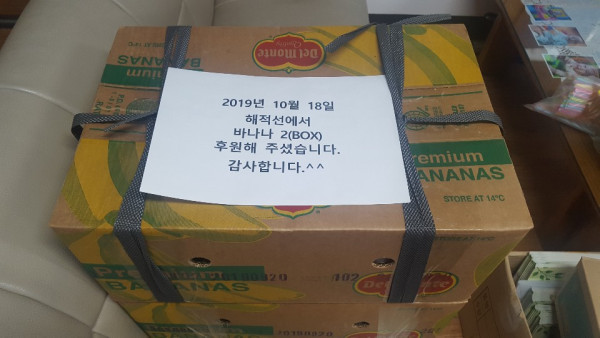 Del Monte
Quality
BANANAS
2019년 10월 18일
해적선에서
바나나 2(BOX)
후원해 주셨습니다.
감사합니다.^^
Premium
BANANAS
STORE AT 14°C
Premium
BANANAS
402
Del Monte